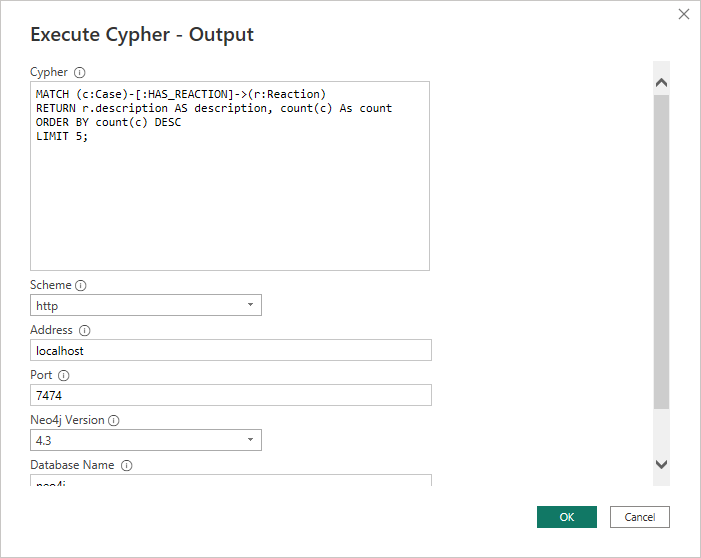 Execute Cypher - Output
Cypher
MATCH (c:Case)-[:HAS_REACTION]->(r:Reaction)
RETURN r.description AS description, count(c) As count
ORDER BY count(c) DESC
LIMIT 5;
Scheme
http
Address
localhost
Port
7474
Neo4j Version
4.3
Database Name
neo4j
OK
Cancel